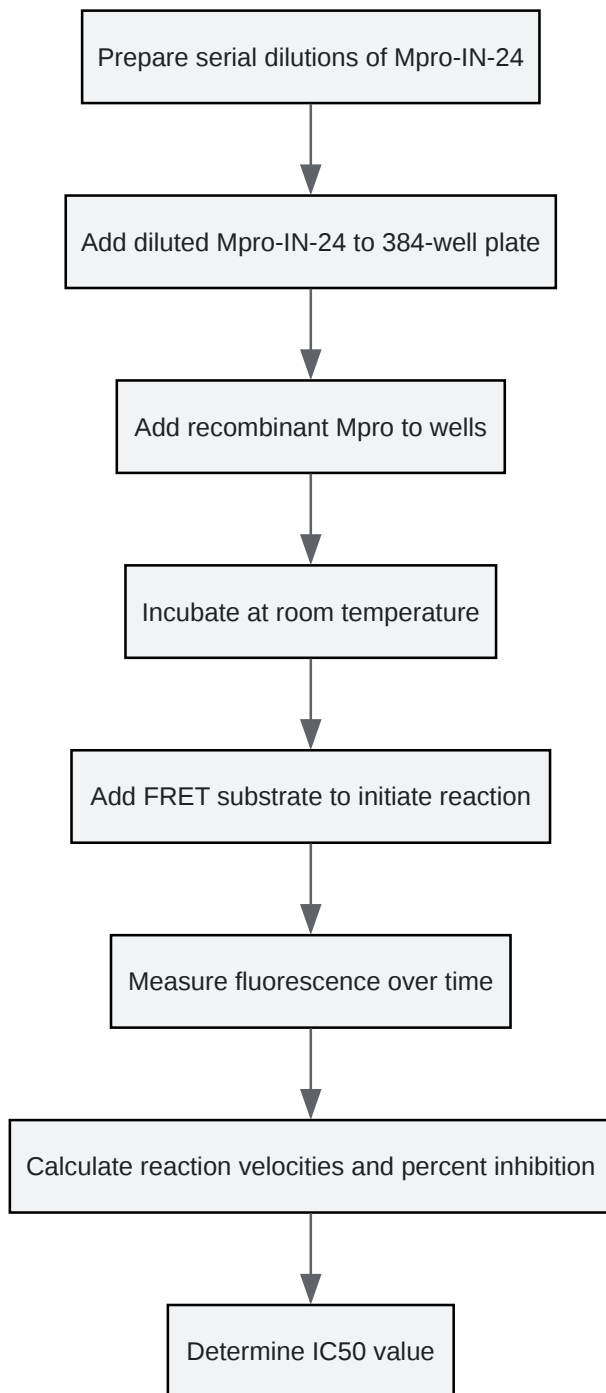 Prepare serial dilutions of Mpro-IN-24
Add diluted Mpro-IN-24 to 384-well plate
Add recombinant Mpro to wells
Incubate at room temperature
Add FRET substrate to initiate reaction
Measure fluorescence over time
Calculate reaction velocities and percent inhibition
Determine IC50 value